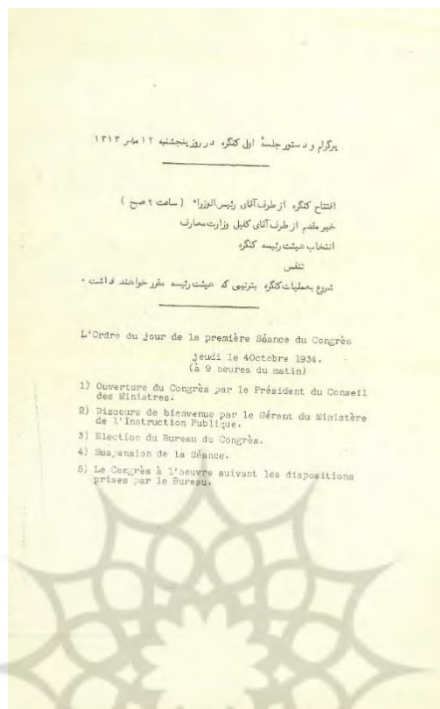 پرگرام و دستور جلسهٔ اول کنگره در روز پنجشنبه ۱۲ مهر ۱۳۱۳
افتتاح کنگره از طرف آقای رئیس الوزراء ( ساعت ۹ صبح )
خیر مقدم از طرف آقای کفیل وزارت معارف
انتخاب هیئت رئیسه کنگره
تنفس
شروع بعملیات کنگره بترتیبی که هیئت رئیسه مقرر خواهند داشت ۰
L'Ordre du jour de la première Séance du Congrès
jeudi le 4Octobre 1934.
(à 9 heures du matin)
1) Ouverture du Congrès par le Président du Conseil
des Ministres.
2) Discours de bienvenue par le Gérant du Ministère
de l'Instruction Publique.
3) Election du Bureau du Congrès.
4) Suspension de la Séance.
5) Le Congrès à l'oeuvre suivant les dispositions
prises par le Bureau.